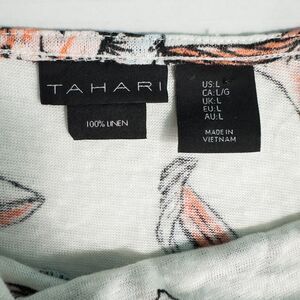 TAHARI
100% LINEN
US:L
CA:L/G
UK:L
EU:L
AU:L
MADE IN
VIETNAM